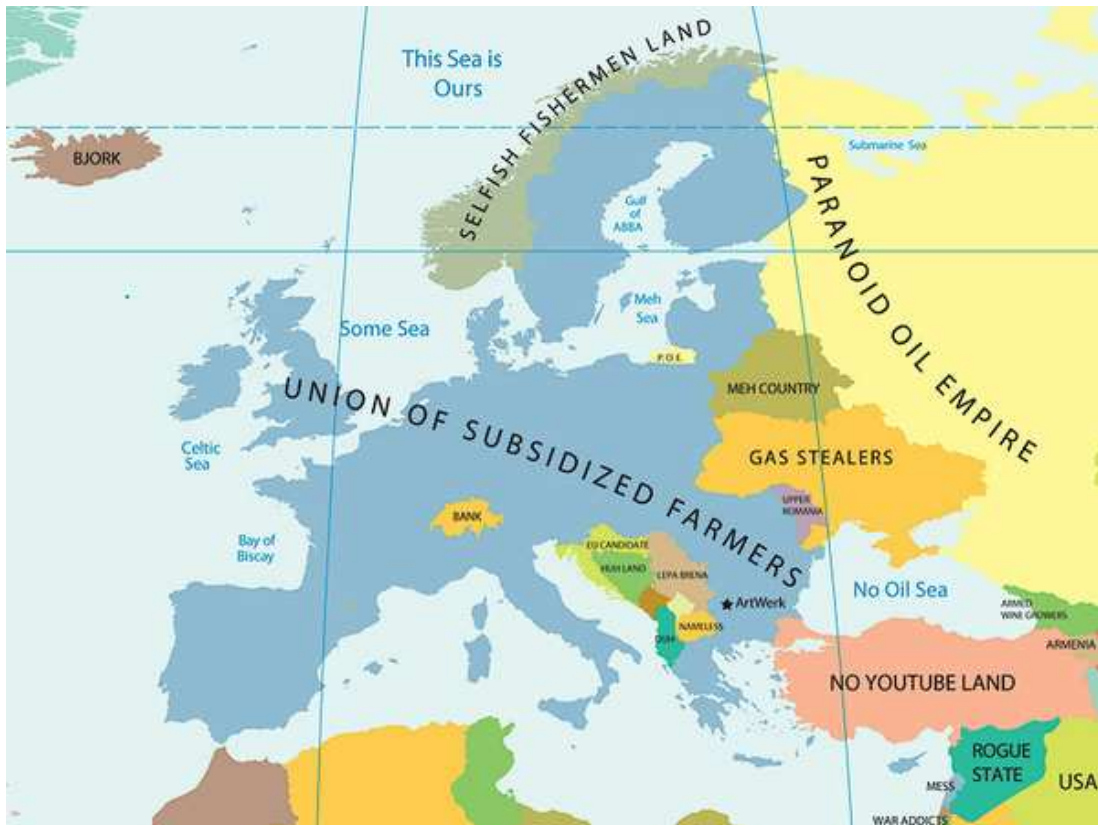 This Sea is
Ours
SELFISH FISHERMEN LAND
BJORK
Submarine Sea
PARANOID OIL EMPIRE
Gulf
of
ABBA
Meh
Sea
Some Sea
P.O.E.
MEH COUNTRY
UNION OF SUBSIDIZED FARMERS
Celtic
Sea
GAS STEALERS
UPPER
ROMANIA
BANK
Bay of
Biscay
EU CANDIDATE
HUH LAND
LEPA BRENA
No Oil Sea
ArtWerk
ARMED
WINE GROWERS
NAMELESS
DUH
ARMENIA
NO YOUTUBE LAND
ROGUE
STATE
MESS
USA
WAR ADDICTS